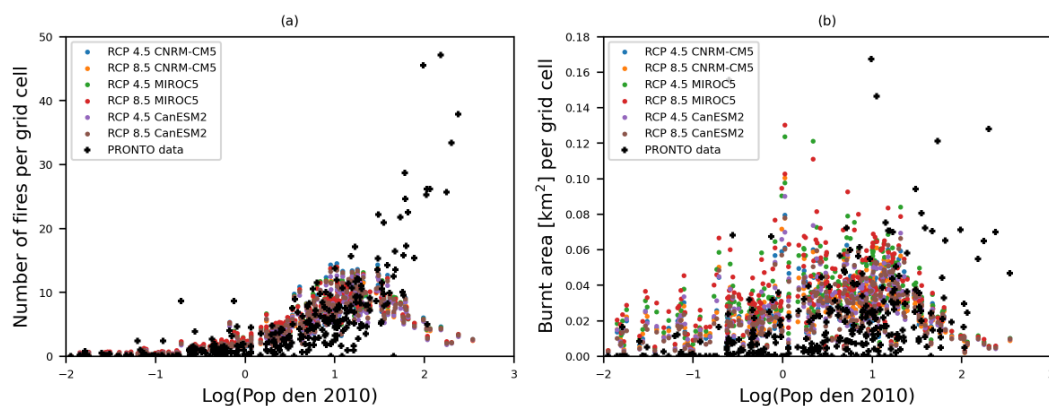 (a)
Number of fires per grid cell
50
40
30
20
10
0
RCP 4.5 CNRM-CM5
RCP 8.5 CNRM-CM5
RCP 4.5 MIROC5
RCP 8.5 MIROC5
RCP 4.5 CanESM2
RCP 8.5 CanESM2
PRONTO data
−2 −1 0 1 2 3
Log(Pop den 2010)
(b)
Burnt area [km²] per grid cell
0.18
0.16
0.14
0.12
0.10
0.08
0.06
0.04
0.02
0.00
RCP 4.5 CNRM-CM5
RCP 8.5 CNRM-CM5
RCP 4.5 MIROC5
RCP 8.5 MIROC5
RCP 4.5 CanESM2
RCP 8.5 CanESM2
PRONTO data
−2 −1 0 1 2 3
Log(Pop den 2010)